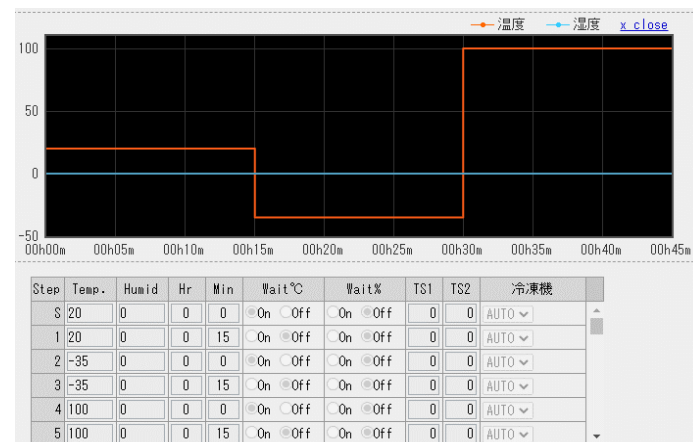 温度 湿度 x close
100
50
0
-50
00h00m 00h05m 00h10m 00h15m 00h20m 00h25m 00h30m 00h35m 00h40m 00h45m
Step Temp. Humid Hr Min Wait℃ Wait% TS1 TS2 冷凍機
S 20 0 0 0 On Off On Off 0 0 AUTO
1 20 0 0 15 On Off On Off 0 0 AUTO
2 -35 0 0 0 On Off On Off 0 0 AUTO
3 -35 0 0 15 On Off On Off 0 0 AUTO
4 100 0 0 0 On Off On Off 0 0 AUTO
5 100 0 0 15 On Off On Off 0 0 AUTO